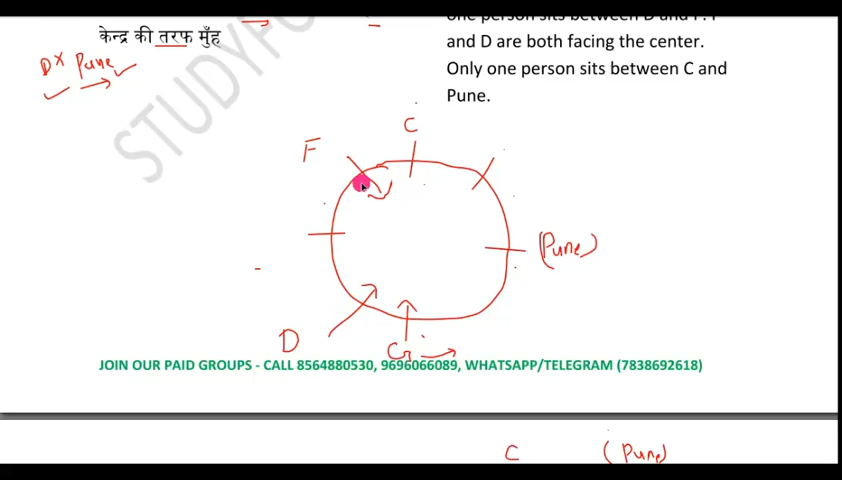 one person sits between D and F. F
केन्द्र की तरफ मुँह
and D are both facing the center.
Only one person sits between C and
Pune.
D× Pune
STUDYFO
C
F
(Pune)
D
G
JOIN OUR PAID GROUPS - CALL 8564880530, 9696066089, WHATSAPP/TELEGRAM (7838692618)
C (Pune)